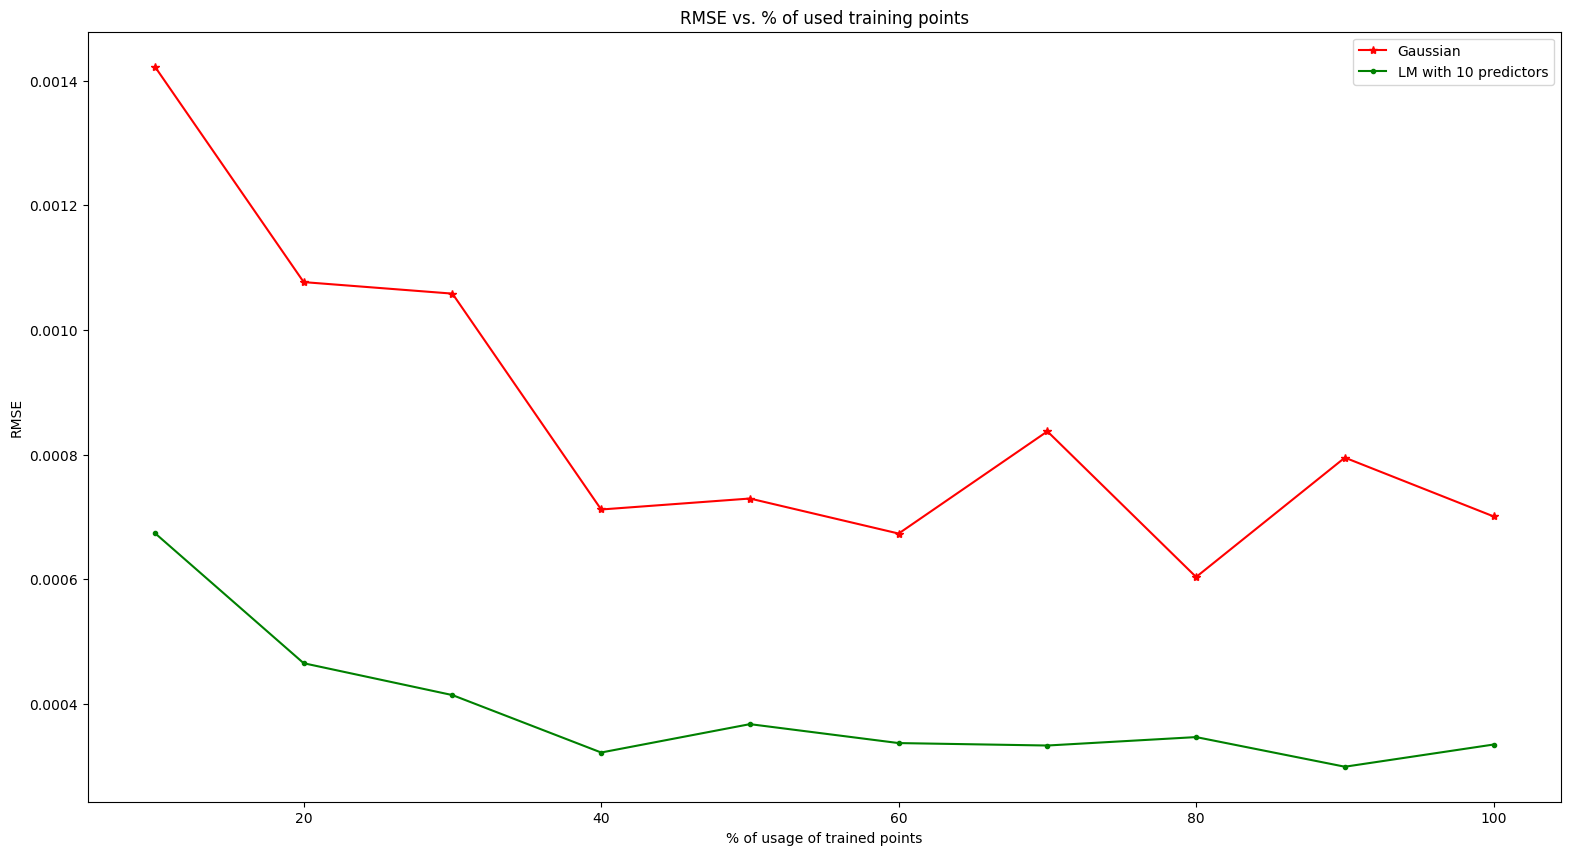 RMSE vs. % of used training points
Gaussian
LM with 10 predictors
0.0014
0.0012
0.0010
0.0008
0.0006
0.0004
RMSE
20 40 60 80 100
% of usage of trained points